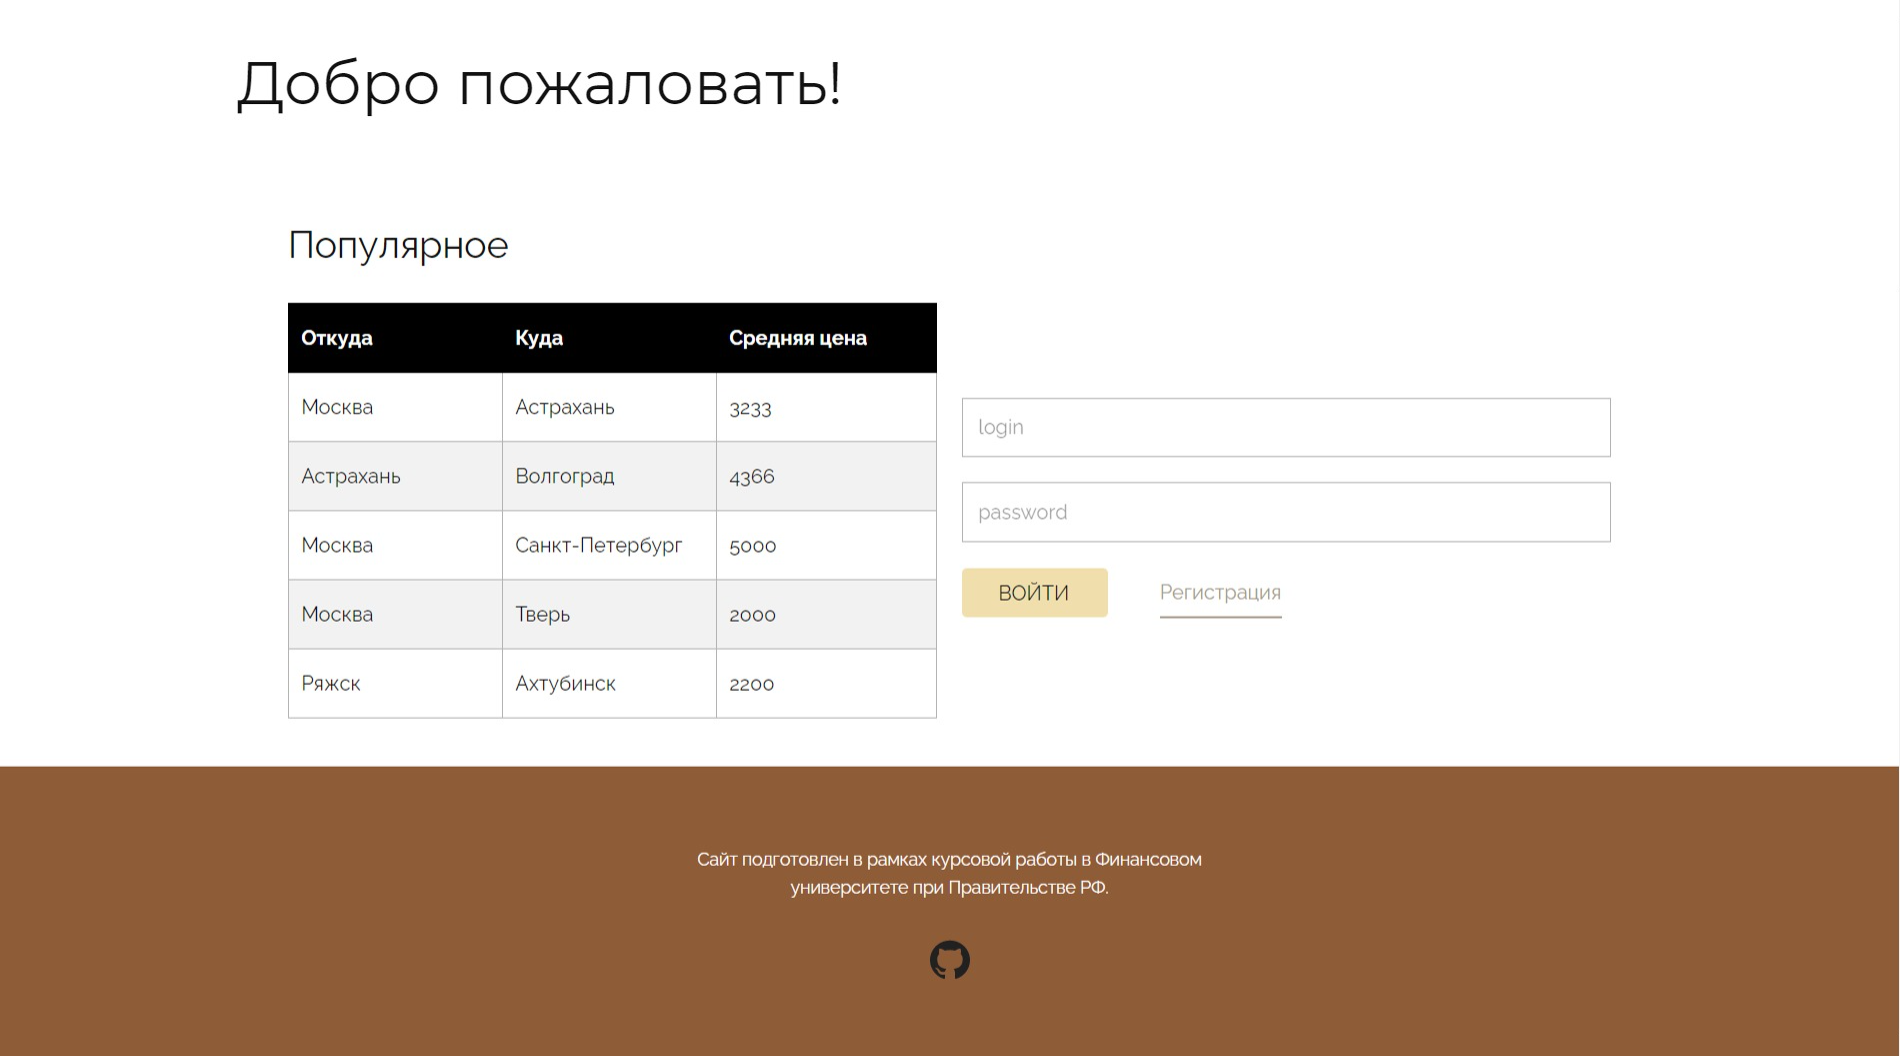 Добро пожаловать!
Популярное
Откуда Куда Средняя цена
Москва Астрахань 3233
Астрахань Волгоград 4366
Москва Санкт-Петербург 5000
Москва Тверь 2000
Ряжск Ахтубинск 2200
login
password
ВОЙТИ Регистрация
Сайт подготовлен в рамках курсовой работы в Финансовом
университете при Правительстве РФ.